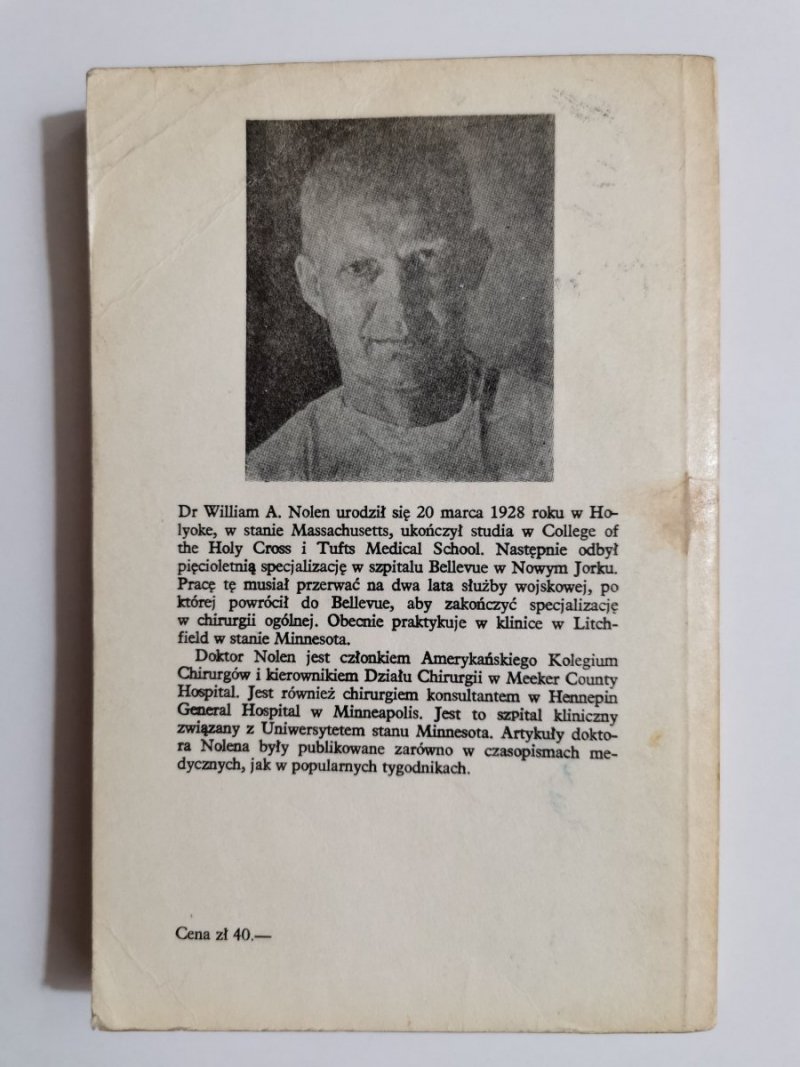 Dr William A. Nolen urodził się 20 marca 1928 roku w Ho-
lyoke, w stanie Massachusetts, ukończył studia w College of
the Holy Cross i Tufts Medical School. Następnie odbył
pięcioletnią specjalizację w szpitalu Bellevue w Nowym Jorku.
Pracę tę musiał przerwać na dwa lata służby wojskowej, po
której powrócił do Bellevue, aby zakończyć specjalizację
w chirurgii ogólnej. Obecnie praktykuje w klinice w Litch-
field w stanie Minnesota.
Doktor Nolen jest członkiem Amerykańskiego Kolegium
Chirurgów i kierownikiem Działu Chirurgii w Meeker County
Hospital. Jest również chirurgiem konsultantem w Hennepin
General Hospital w Minneapolis. Jest to szpital kliniczny
związany z Uniwersytetem stanu Minnesota. Artykuły dokto-
ra Nolena były publikowane zarówno w czasopismach me-
dycznych, jak w popularnych tygodnikach.
Cena zł 40.—